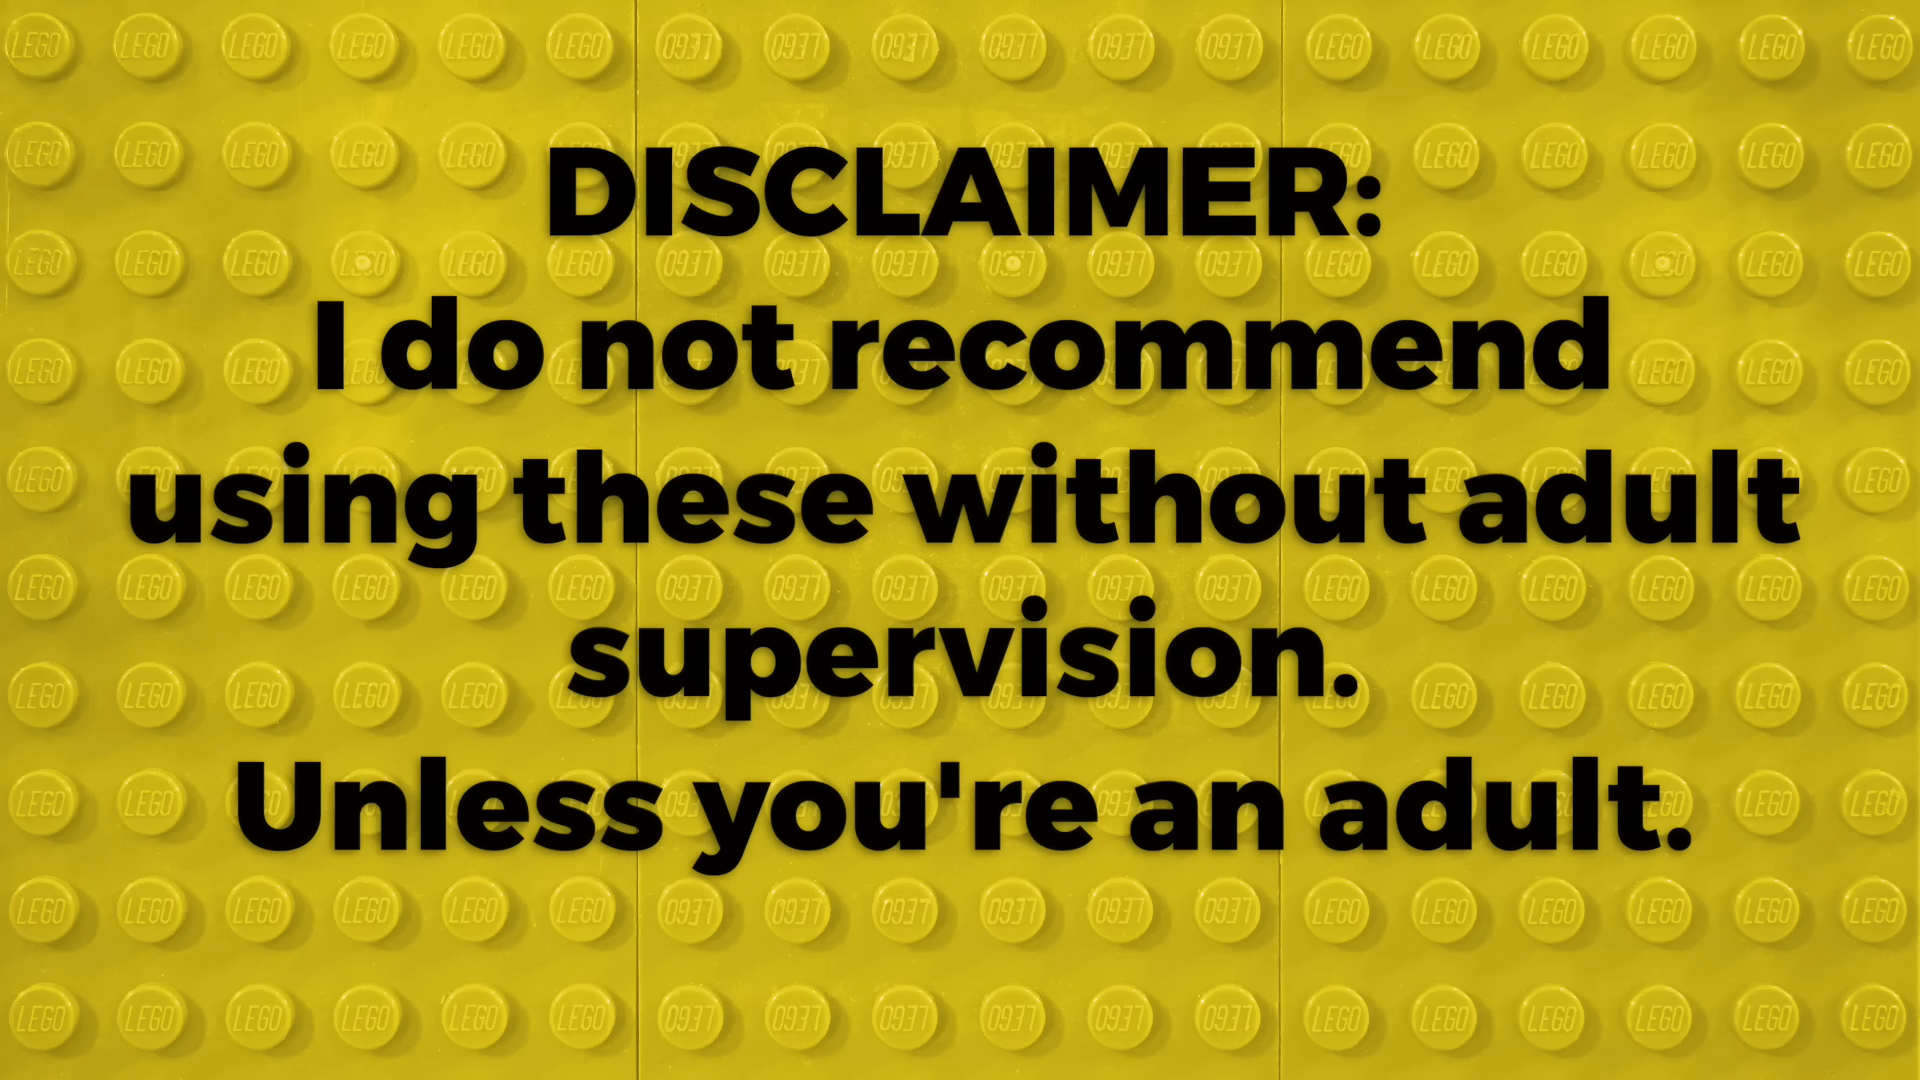 DISCLAIMER:
I do not recommend
using these without adult
supervision.
Unless you're an adult.